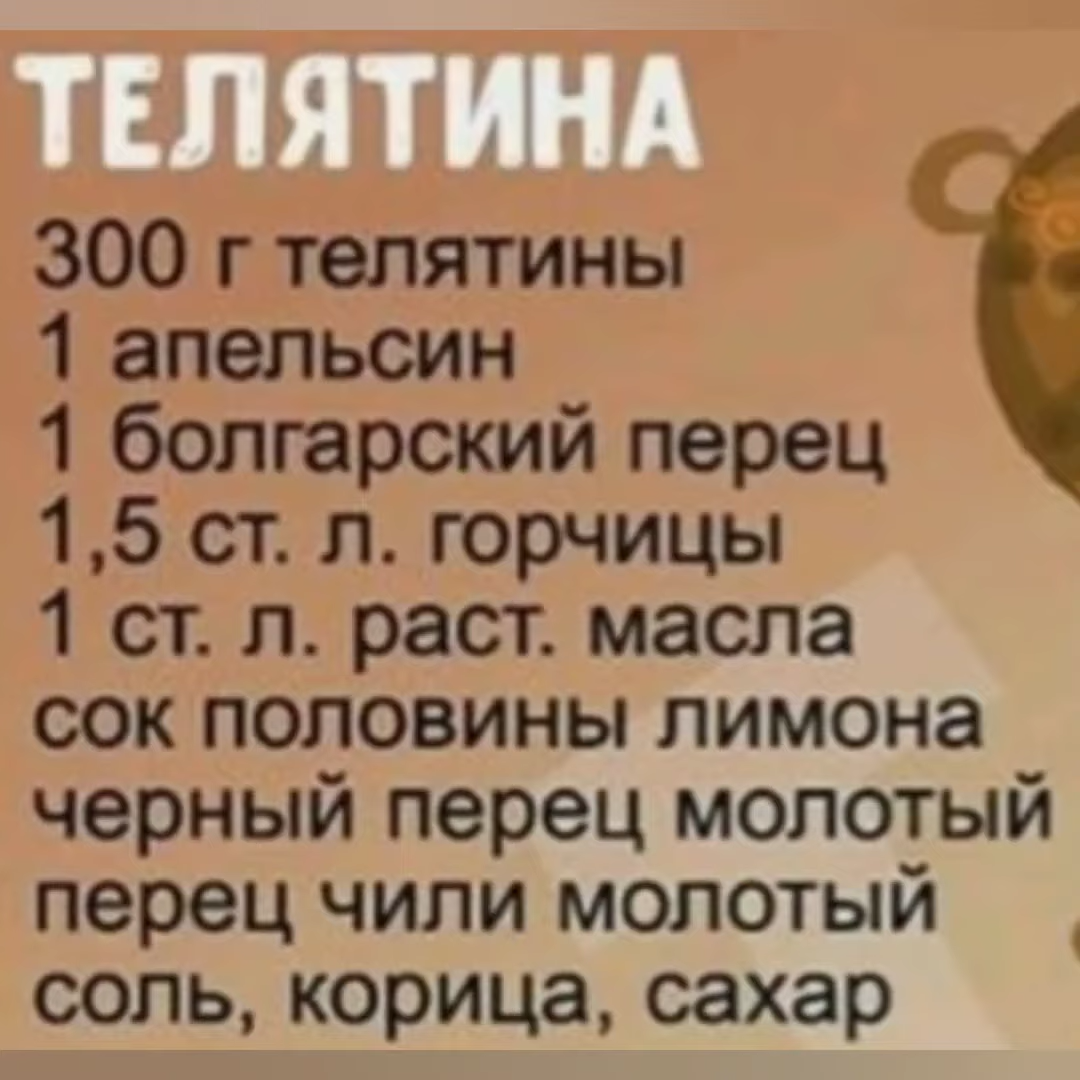 ТЕЛЯТИНА
300 г телятины
1 апельсин
1 болгарский перец
1,5 ст. л. горчицы
1 ст. л. раст. масла
сок половины лимона
черный перец молотый
перец чили молотый
соль, корица, сахар